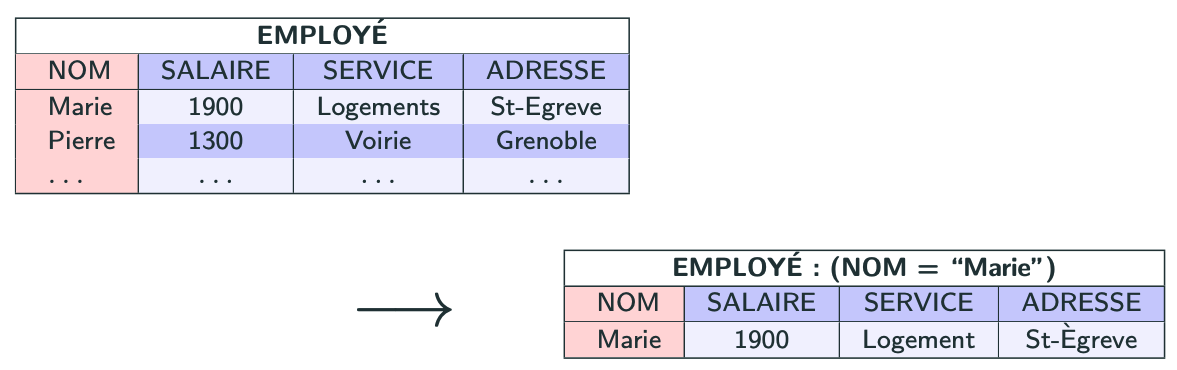 EMPLOYÉ
NOM SALAIRE SERVICE ADRESSE
Marie 1900 Logements St-Egreve
Pierre 1300 Voirie Grenoble
... ... ... ...
EMPLOYÉ : (NOM = “Marie”)
NOM SALAIRE SERVICE ADRESSE
Marie 1900 Logement St-Ègreve